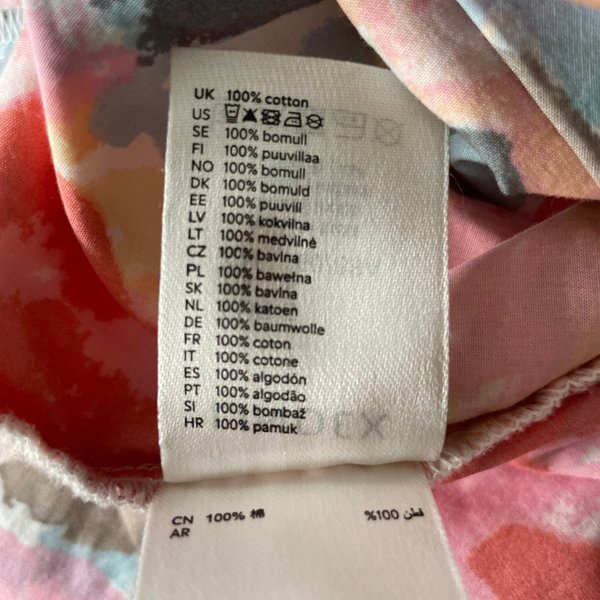 UK 100% cotton
US
SE 100% bomull
FI 100% puuvillaa
NO 100% bomull
DK 100% bomuld
EE 100% puuvill
LV 100% kokvilna
LT 100% medvilnė
CZ 100% bavlna
PL 100% bawełna
SK 100% bavlna
NL 100% katoen
DE 100% baumwolle
FR 100% coton
IT 100% cotone
ES 100% algodón
PT 100% algodão
SI 100% bombaž
HR 100% pamuk
CN 100% 棉
AR قطن 100%